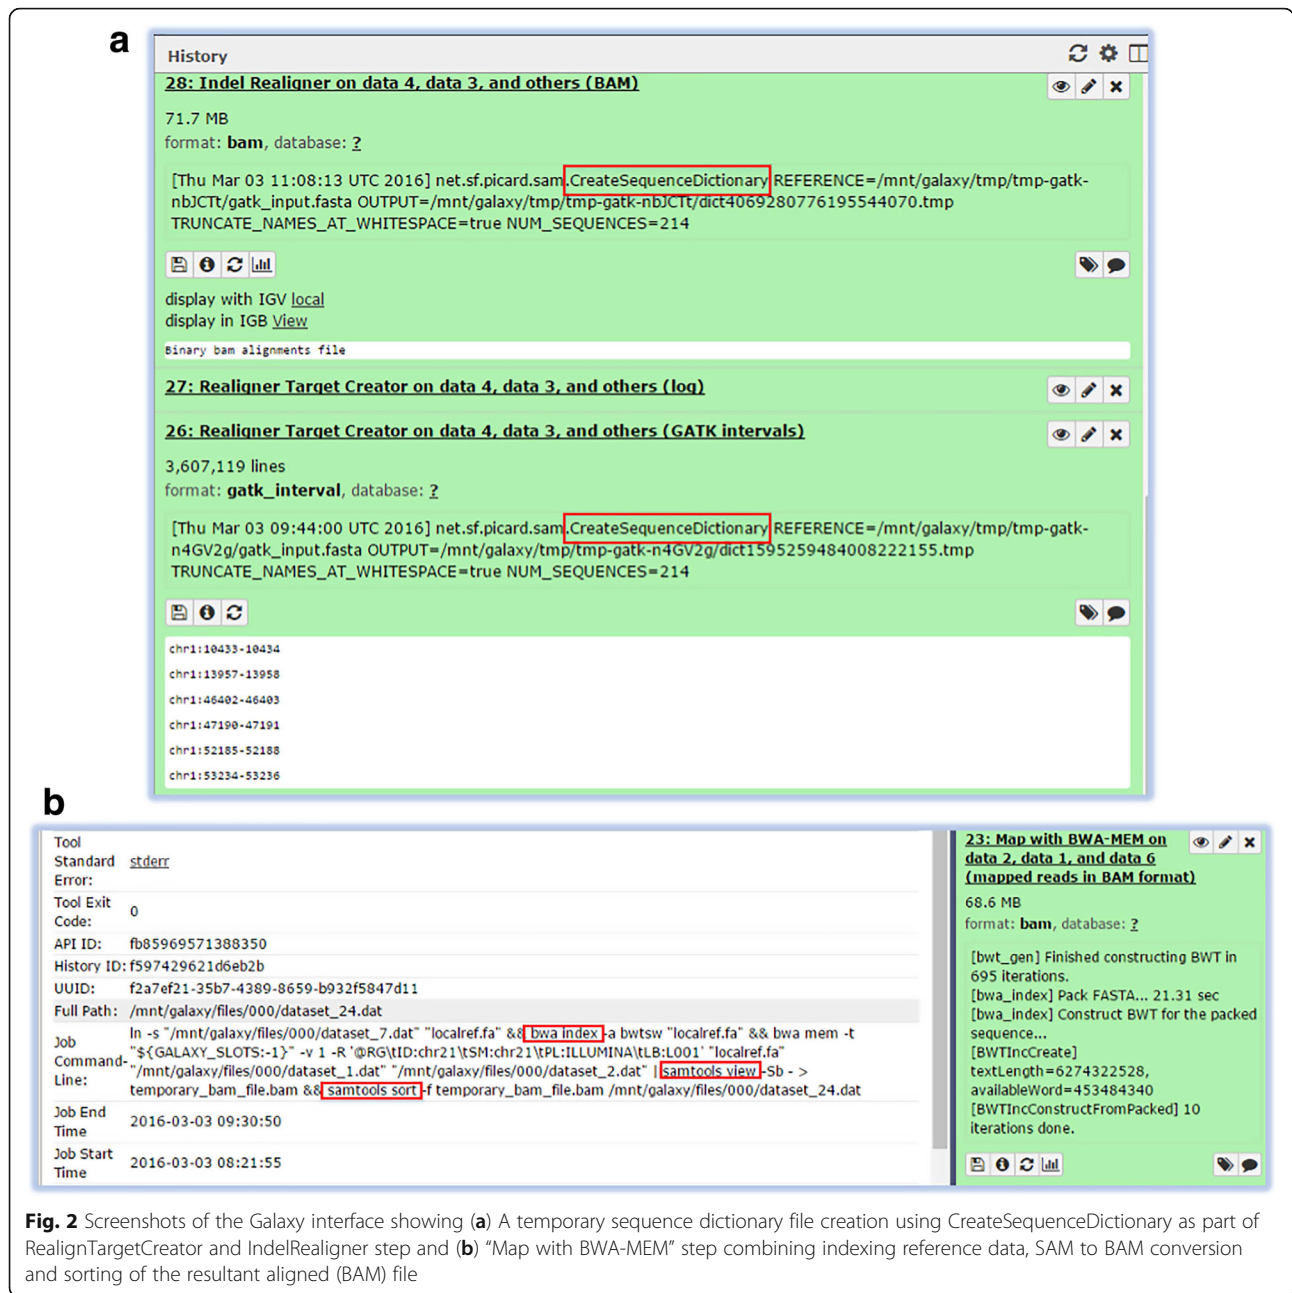 a
History
28: Indel Realigner on data 4, data 3, and others (BAM)
71.7 MB
format: bam, database: ?
[Thu Mar 03 11:08:13 UTC 2016] net.sf.picard.sam.CreateSequenceDictionary REFERENCE=/mnt/galaxy/tmp/tmp-gatk-
nbJCTt/gatk_input.fasta OUTPUT=/mnt/galaxy/tmp/tmp-gatk-nbJCTt/dict4069280776195544070.tmp
TRUNCATE_NAMES_AT_WHITESPACE=true NUM_SEQUENCES=214
display with IGV local
display in IGB View
Binary bam alignments file
27: Realigner Target Creator on data 4, data 3, and others (log)
26: Realigner Target Creator on data 4, data 3, and others (GATK intervals)
3,607,119 lines
format: gatk_interval, database: ?
[Thu Mar 03 09:44:00 UTC 2016] net.sf.picard.sam.CreateSequenceDictionary REFERENCE=/mnt/galaxy/tmp/tmp-gatk-
n4GV2g/gatk_input.fasta OUTPUT=/mnt/galaxy/tmp/tmp-gatk-n4GV2g/dict1595259484008222155.tmp
TRUNCATE_NAMES_AT_WHITESPACE=true NUM_SEQUENCES=214
chr1:10433-10434
chr1:13957-13958
chr1:46402-46403
chr1:47190-47191
chr1:52185-52188
chr1:53234-53236
b
Tool
Standard stderr
Error:
Tool Exit
Code: 0
API ID: fb85969571388350
History ID: f597429621d6eb2b
UUID: f2a7ef21-35b7-4389-8659-b932f5847d11
Full Path: /mnt/galaxy/files/000/dataset_24.dat
Job
Command-
Line:
ln -s "/mnt/galaxy/files/000/dataset_7.dat" "localref.fa" && bwa index -a bwtsw "localref.fa" && bwa mem -t
"${GALAXY_SLOTS:-1}" -v 1 -R '@RG\tID:chr21\tSM:chr21\tPL:ILLUMINA\tLB:L001' "localref.fa"
"/mnt/galaxy/files/000/dataset_1.dat" "/mnt/galaxy/files/000/dataset_2.dat" | samtools view -Sb - >
temporary_bam_file.bam && samtools sort -f temporary_bam_file.bam /mnt/galaxy/files/000/dataset_24.dat
Job End
Time 2016-03-03 09:30:50
Job Start
Time 2016-03-03 08:21:55
23: Map with BWA-MEM on
data 2, data 1, and data 6
(mapped reads in BAM format)
68.6 MB
format: bam, database: ?
[bwt_gen] Finished constructing BWT in
695 iterations.
[bwa_index] Pack FASTA... 21.31 sec
[bwa_index] Construct BWT for the packed
sequence...
[BWTIncCreate]
textLength=6274322528,
availableWord=453484340
[BWTIncConstructFromPacked] 10
iterations done.
Fig. 2 Screenshots of the Galaxy interface showing (a) A temporary sequence dictionary file creation using CreateSequenceDictionary as part of
RealignTargetCreator and IndelRealigner step and (b) “Map with BWA-MEM” step combining indexing reference data, SAM to BAM conversion
and sorting of the resultant aligned (BAM) file